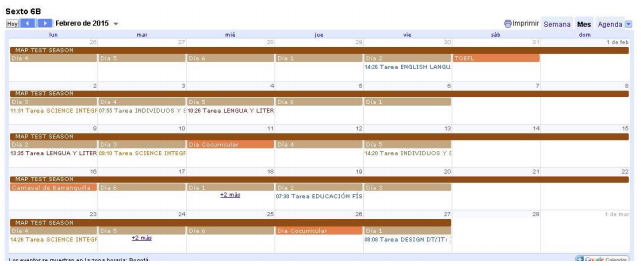 Sexto 6B
Hoy Febrero de 2015 Imprimir Semana Mes Agenda
lun mar mié jue vie sáb dom
26 27 28 29 30 31 1 de feb
MAP TEST SEASON
Día 4 Día 5 Día 6 Día 1 Día 2 TOEFL
14:26 Tarea ENGLISH LANGU
2 3 4 5 6 7 8
MAP TEST SEASON
Día 3 Día 4 Día 5 Día 6 Día 1
11:31 Tarea SCIENCE INTEGR 07:55 Tarea INDIVIDUOS Y S 10:26 Tarea LENGUA Y LITER
9 10 11 12 13 14 15
MAP TEST SEASON
Día 2 Día 3 Día Cocurricular Día 4 Día 5
13:35 Tarea LENGUA Y LITER 09:10 Tarea SCIENCE INTEGR 14:20 Tarea INDIVIDUOS Y S
16 17 18 19 20 21 22
MAP TEST SEASON
Carnaval de Barranquilla Día 6 Día 1 Día 2 Día 3
+2 más 07:30 Tarea EDUCACIÓN FÍS
23 24 25 26 27 28 1 de mar
MAP TEST SEASON
Día 4 Día 5 Día 6 Día Cocurricular Día 1
14:26 Tarea SCIENCE INTEGR +2 más 08:08 Tarea DESIGN DT/IT:
Los eventos se muestran en la zona horaria: Bogotá
Google Calendar